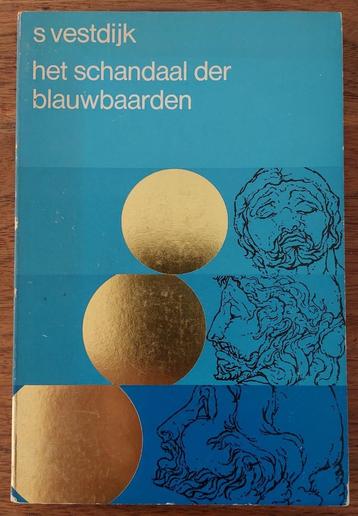 s vestdijk
het schandaal der
blauwbaarden